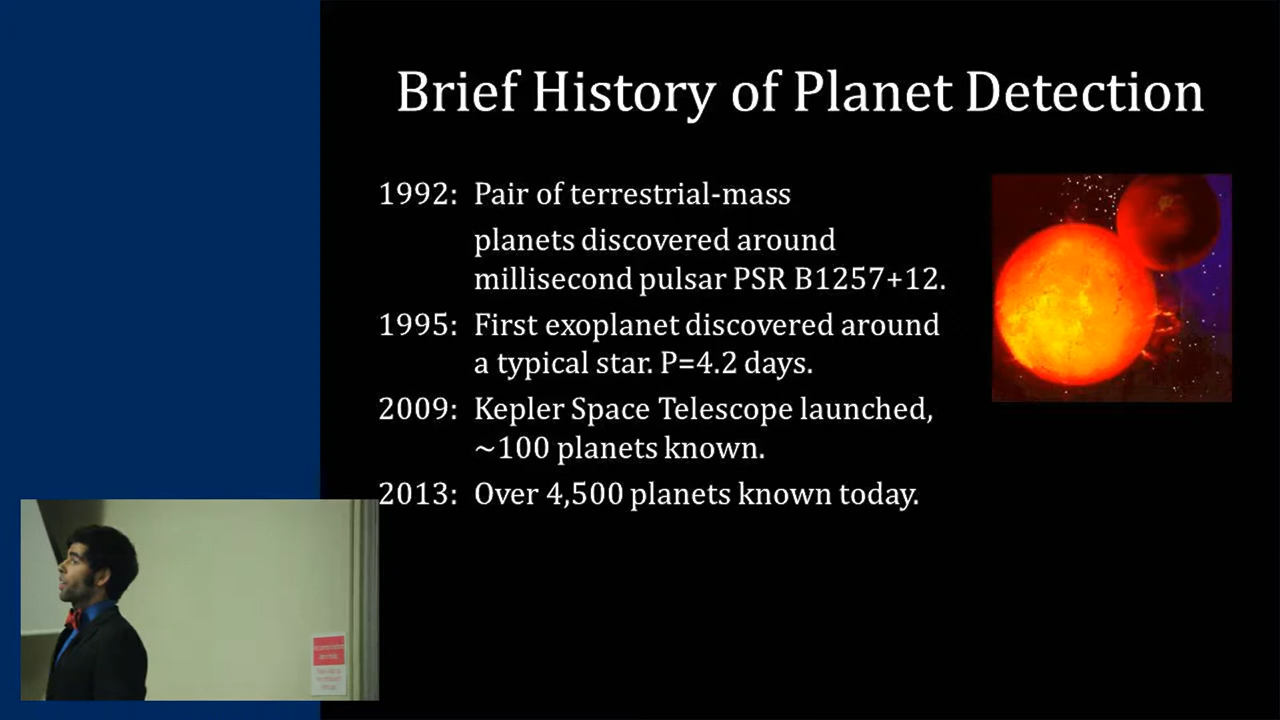 Brief History of Planet Detection
1992: Pair of terrestrial-mass
planets discovered around
millisecond pulsar PSR B1257+12.
1995: First exoplanet discovered around
a typical star. P=4.2 days.
2009: Kepler Space Telescope launched,
~100 planets known.
2013: Over 4,500 planets known today.